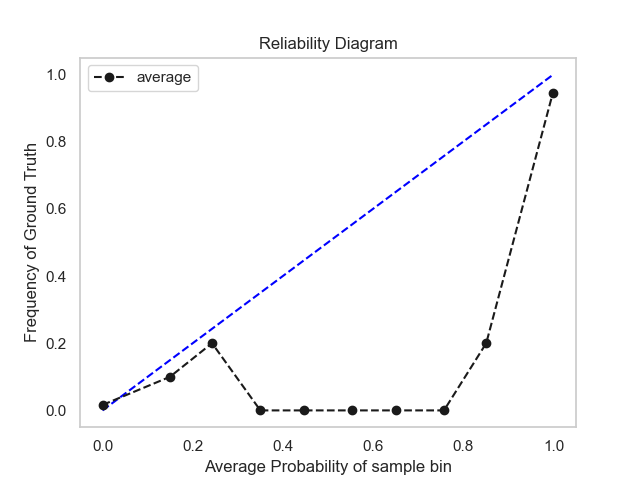 Reliability Diagram
average
Frequency of Ground Truth
1.0
0.8
0.6
0.4
0.2
0.0
0.0 0.2 0.4 0.6 0.8 1.0
Average Probability of sample bin